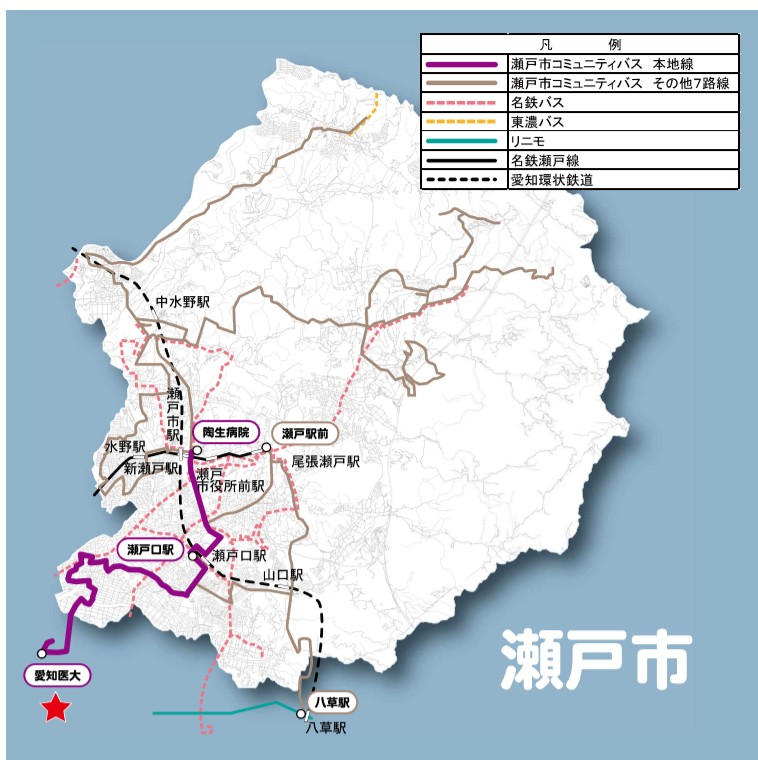 凡　例
瀬戸市コミュニティバス　本地線
瀬戸市コミュニティバス　その他7路線
名鉄バス
東濃バス
リニモ
名鉄瀬戸線
愛知環状鉄道
中水野駅
瀬戸市駅
陶生病院
瀬戸駅前
水野駅
新瀬戸駅
尾張瀬戸駅
瀬戸
市役所前駅
瀬戸口駅
瀬戸口駅
山口駅
瀬戸市
愛知医大
八草駅
八草駅